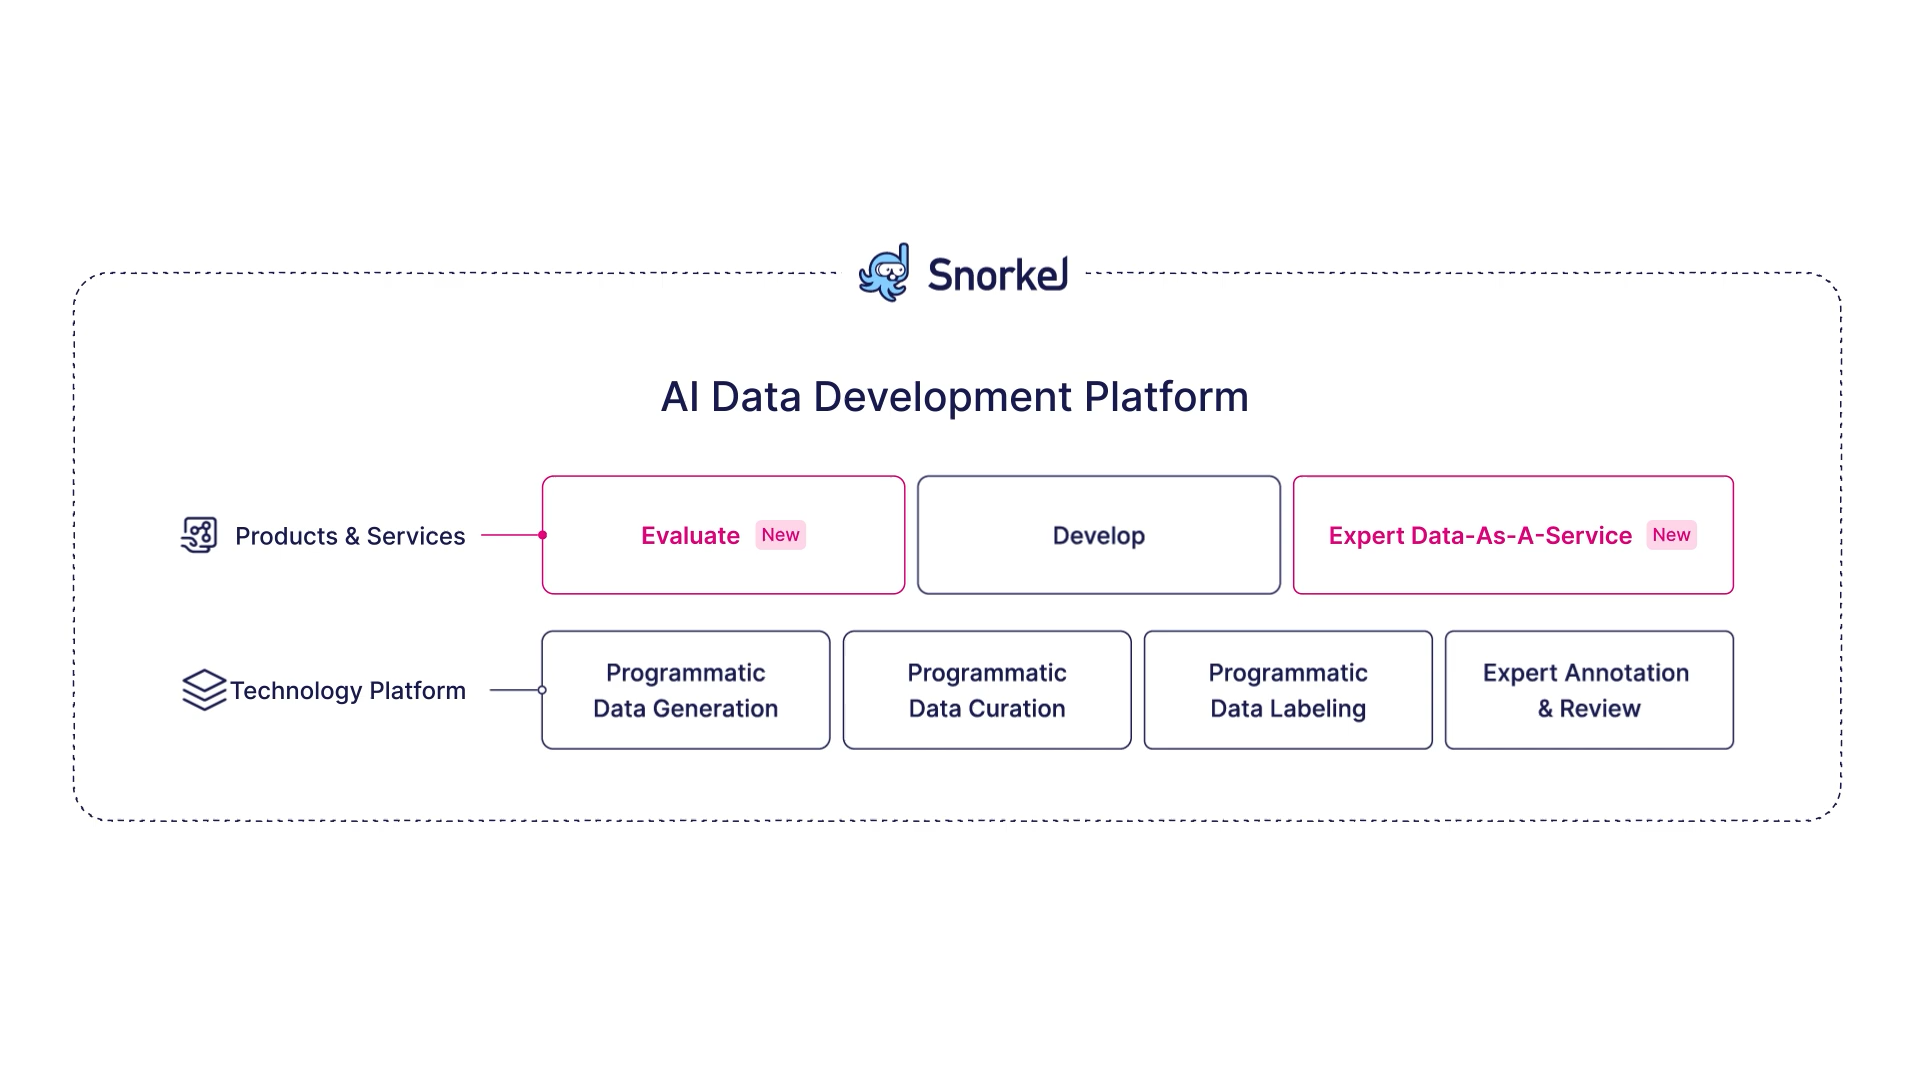 Snorkel
AI Data Development Platform
Products & Services
Evaluate New
Develop
Expert Data-As-A-Service New
Technology Platform
Programmatic
Data Generation
Programmatic
Data Curation
Programmatic
Data Labeling
Expert Annotation
& Review